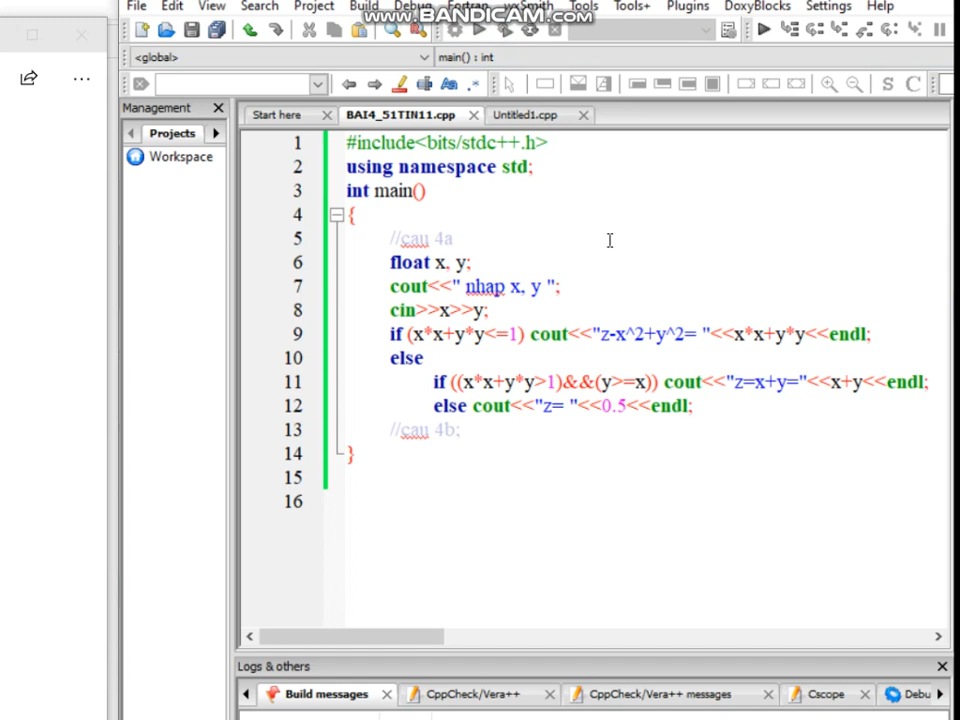 File Edit View Search Project Build Debug Fortran wxSmith Tools Tools+ Plugins DoxyBlocks Settings Help
www.BANDICAM.com
<global> main() : int
Aa .* S C
Management
Start here BAI4_51TIN11.cpp Untitled1.cpp
Projects
Workspace
1 #include<bits/stdc++.h>
2 using namespace std;
3 int main()
4 {
5 //cau 4a
6 float x, y;
7 cout<<" nhap x, y ";
8 cin>>x>>y;
9 if (x*x+y*y<=1) cout<<"z-x^2+y^2= "<<x*x+y*y<<endl;
10 else
11 if ((x*x+y*y>1)&&(y>=x)) cout<<"z=x+y="<<x+y<<endl;
12 else cout<<"z= "<<0.5<<endl;
13 //cau 4b;
14 }
15
16
Logs & others
Build messages CppCheck/Vera++ CppCheck/Vera++ messages Cscope Debu